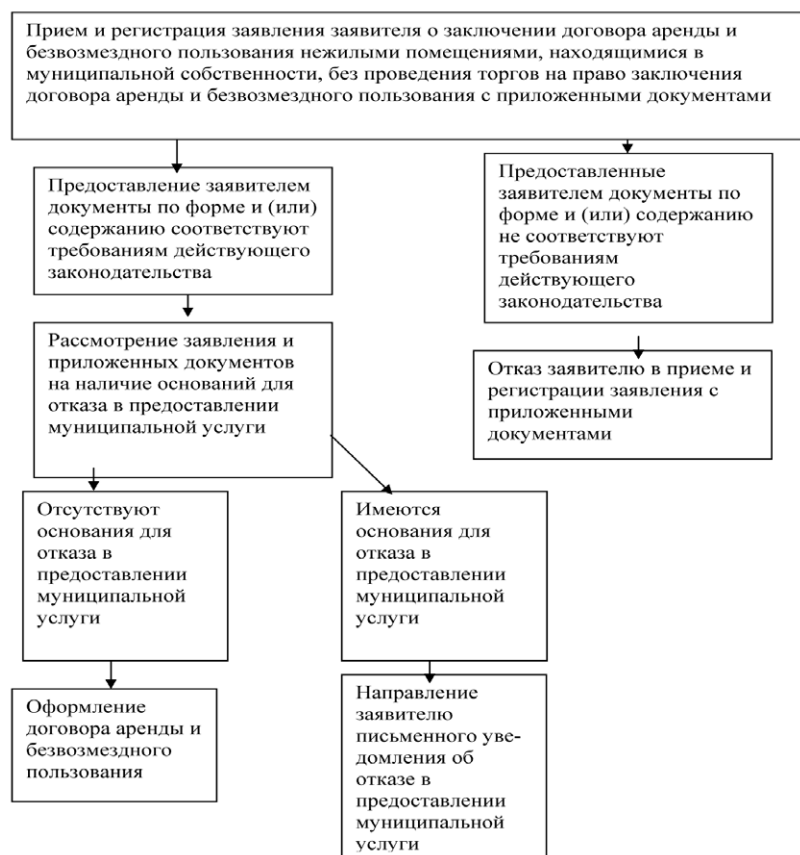 Прием и регистрация заявления заявителя о заключении договора аренды и
безвозмездного пользования нежилыми помещениями, находящимися в
муниципальной собственности, без проведения торгов на право заключения
договора аренды и безвозмездного пользования с приложенными документами
Предоставление заявителем
документы по форме и (или)
содержанию соответствуют
требованиям действующего
законодательства
Предоставленные
заявителем документы по
форме и (или) содержанию
не соответствуют
требованиям
действующего
законодательства
Рассмотрение заявления и
приложенных документов
на наличие оснований для
отказа в предоставлении
муниципальной услуги
Отказ заявителю в приеме и
регистрации заявления с
приложенными
документами
Отсутствуют
основания для
отказа в
предоставлении
муниципальной
услуги
Имеются
основания для
отказа в
предоставлении
муниципальной
услуги
Оформление
договора аренды и
безвозмездного
пользования
Направление
заявителю
письменного уве-
домления об
отказе в
предоставлении
муниципальной
услуги